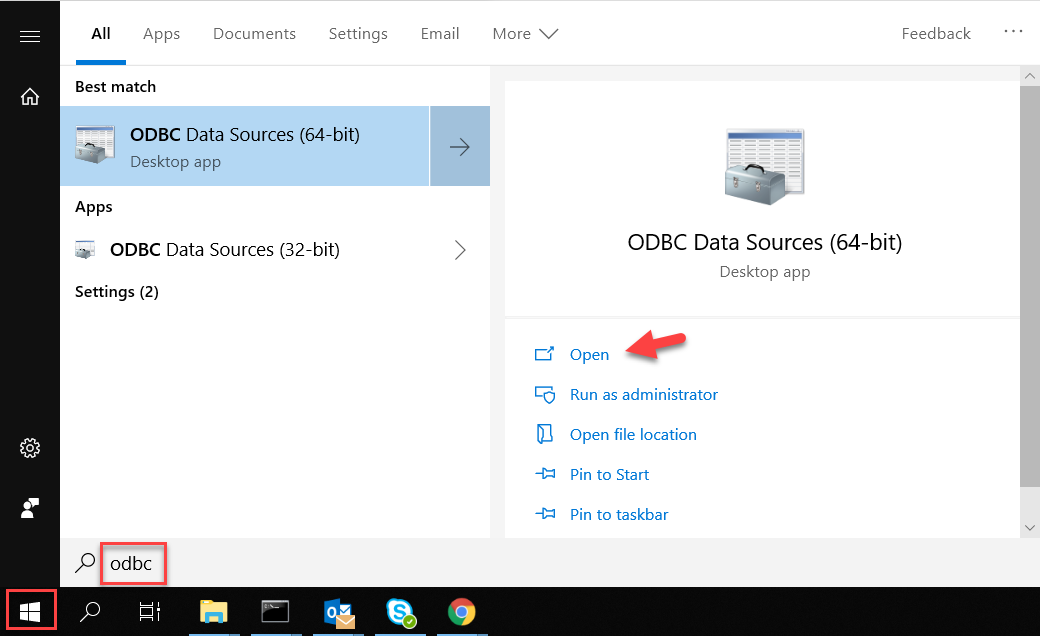 All Apps Documents Settings Email More Feedback ...
Best match
ODBC Data Sources (64-bit)
Desktop app
Apps
ODBC Data Sources (32-bit)
Settings (2)
ODBC Data Sources (64-bit)
Desktop app
Open
Run as administrator
Open file location
Pin to Start
Pin to taskbar
odbc